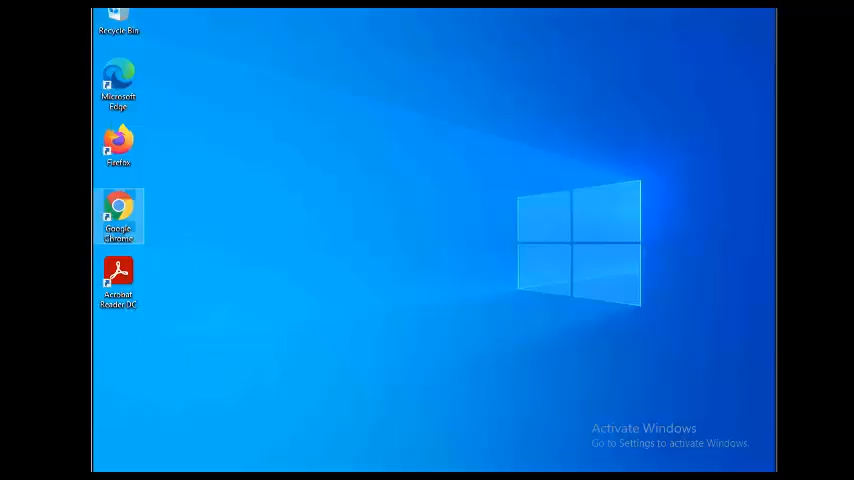 Recycle Bin
Microsoft
Edge
Firefox
Google
Chrome
Acrobat
Reader DC
Activate Windows
Go to Settings to activate Windows.